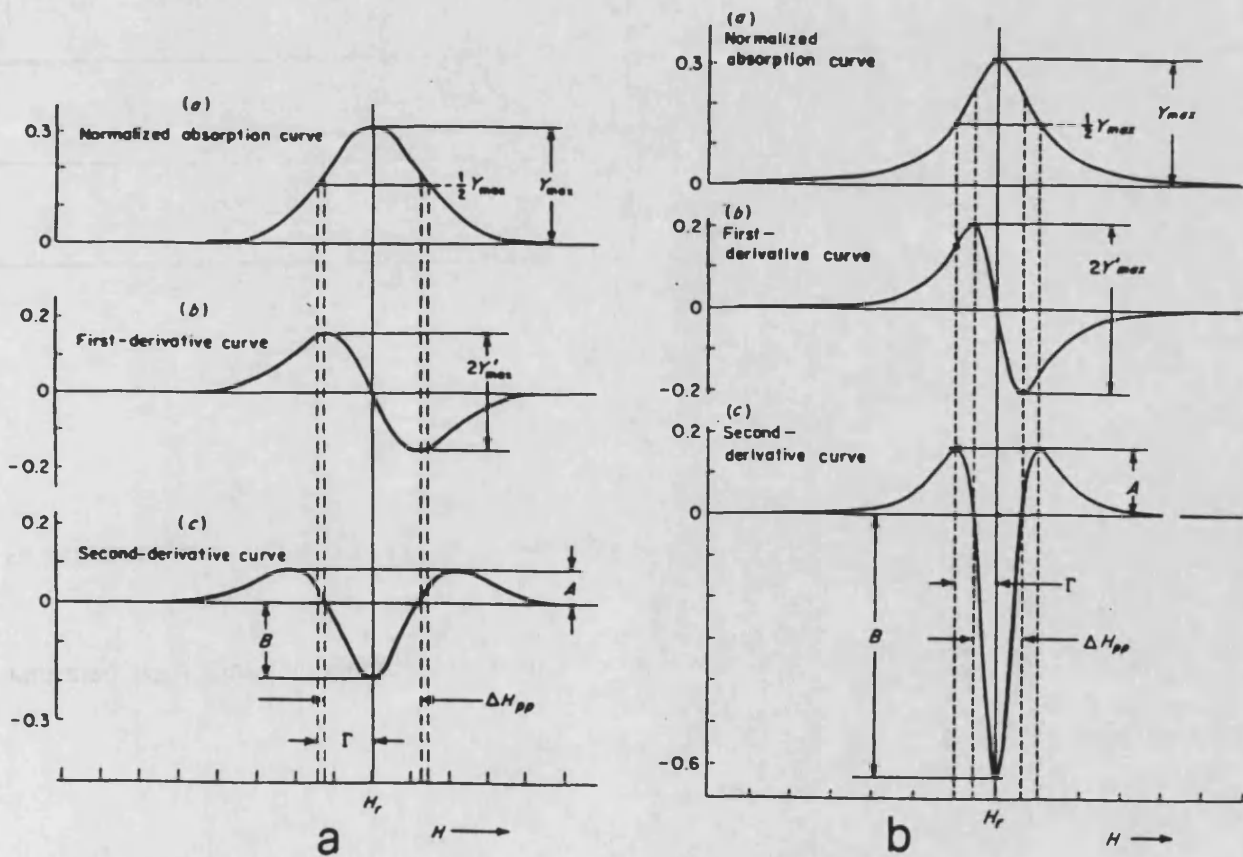 (a)
Normalized absorption curve
0.3
0
½ Ymax
Ymax
(b)
First-derivative curve
0.2
0
-0.2
2Y'max
(c)
Second-derivative curve
0.2
0
-0.3
A
B
ΔHpp
Γ
Hr
H
a
(a)
Normalized
absorption curve
0.3
0
½ Ymax
Ymax
(b)
First-
derivative curve
0.2
0
-0.2
2Y'max
(c)
Second-
derivative curve
0.2
0
-0.6
A
B
Γ
ΔHpp
Hr
H
b